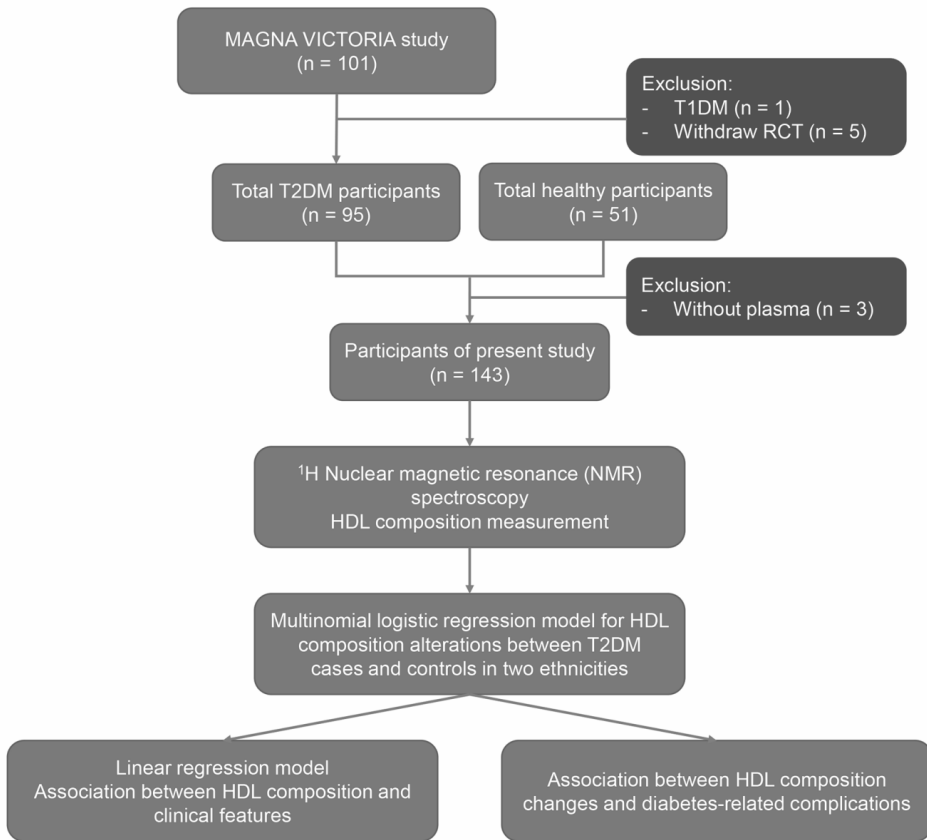 MAGNA VICTORIA study
(n = 101)
Exclusion:
- T1DM (n = 1)
- Withdraw RCT (n = 5)
Total T2DM participants
(n = 95)
Total healthy participants
(n = 51)
Exclusion:
- Without plasma (n = 3)
Participants of present study
(n = 143)
¹H Nuclear magnetic resonance (NMR)
spectroscopy
HDL composition measurement
Multinomial logistic regression model for HDL
composition alterations between T2DM
cases and controls in two ethnicities
Linear regression model
Association between HDL composition and
clinical features
Association between HDL composition
changes and diabetes-related complications